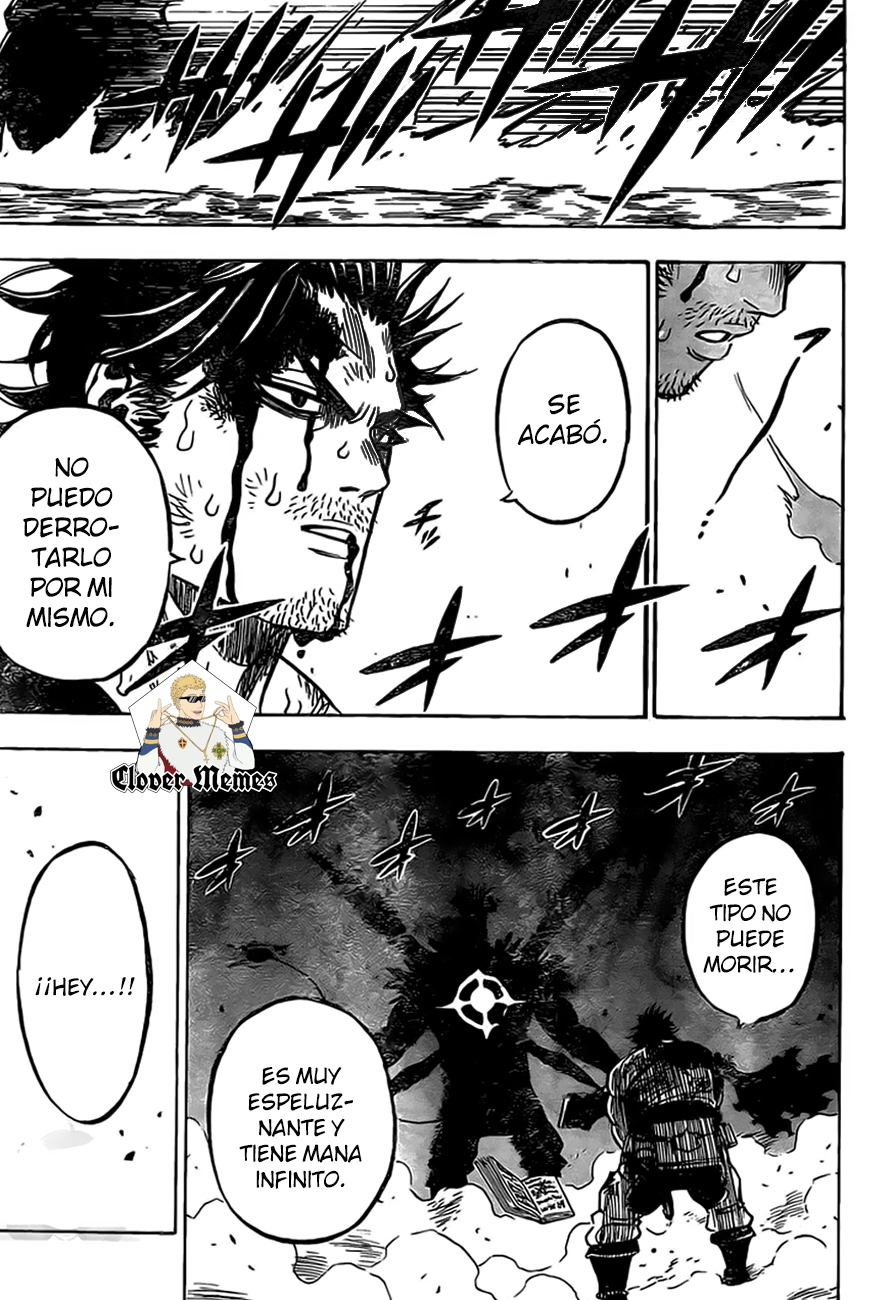 SE
ACABÓ.
NO
PUEDO
DERRO-
TARLO
POR MI
MISMO.
Clover Memes
ESTE
TIPO NO
PUEDE
MORIR...
ES MUY
ESPELUZ-
NANTE Y
TIENE MANA
INFINITO.
¡¡HEY...!!